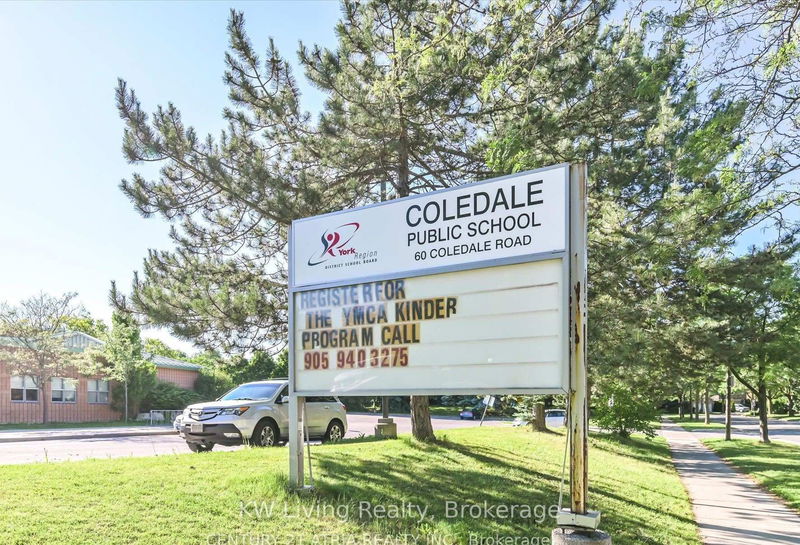 COLEDALE
PUBLIC SCHOOL
60 COLEDALE ROAD
York Region
DISTRICT SCHOOL BOARD
REGISTER FOR
THE YMCA KINDER
PROGRAM CALL
905 940 3275
KW Living Realty, Brokerage
CENTURY 21 ATRIA REALTY INC., Brokerage